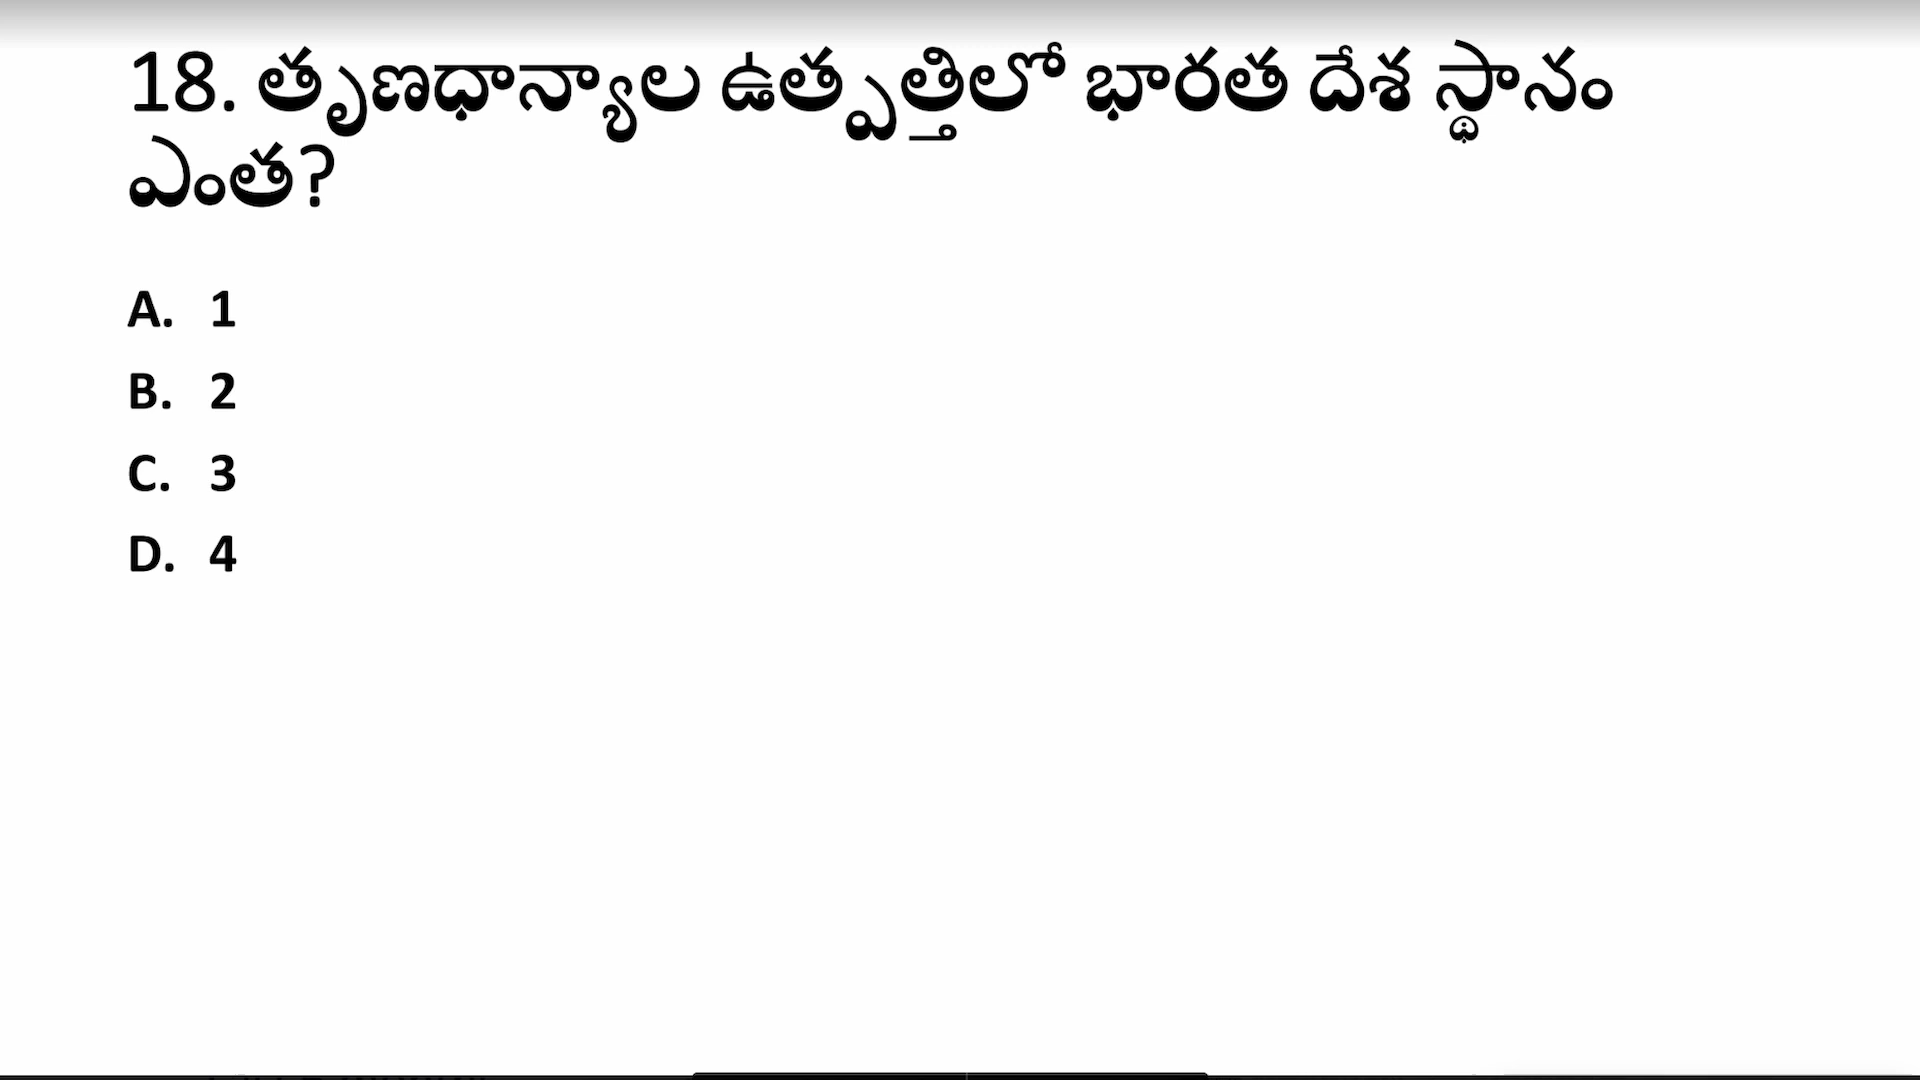 18. తృణధాన్యాల ఉత్పత్తిలో భారత దేశ స్థానం
ఎంత?
A. 1
B. 2
C. 3
D. 4